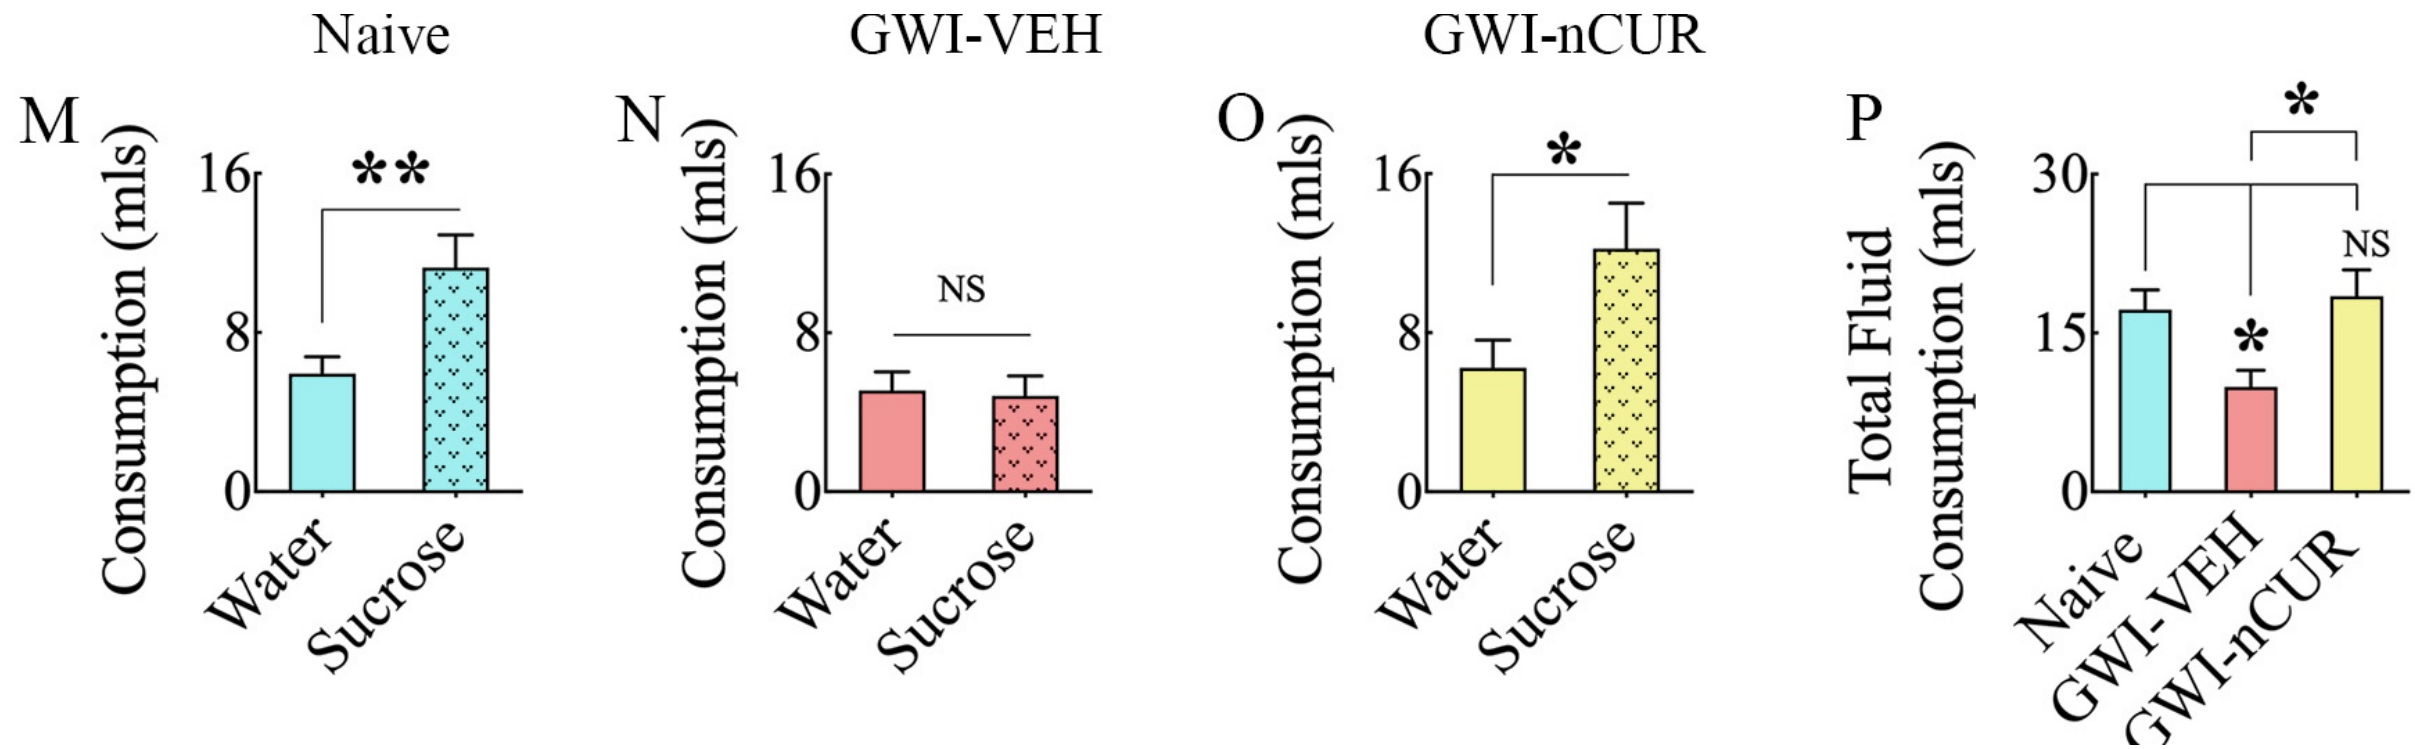 Naive
GWI-VEH
GWI-nCUR
M
Consumption (mls)
16
8
0
**
Water
Sucrose
N
Consumption (mls)
16
8
0
NS
Water
Sucrose
O
Consumption (mls)
16
8
0
*
Water
Sucrose
P
Total Fluid
Consumption (mls)
30
15
0
*
*
NS
Naive
GWI-VEH
GWI-nCUR